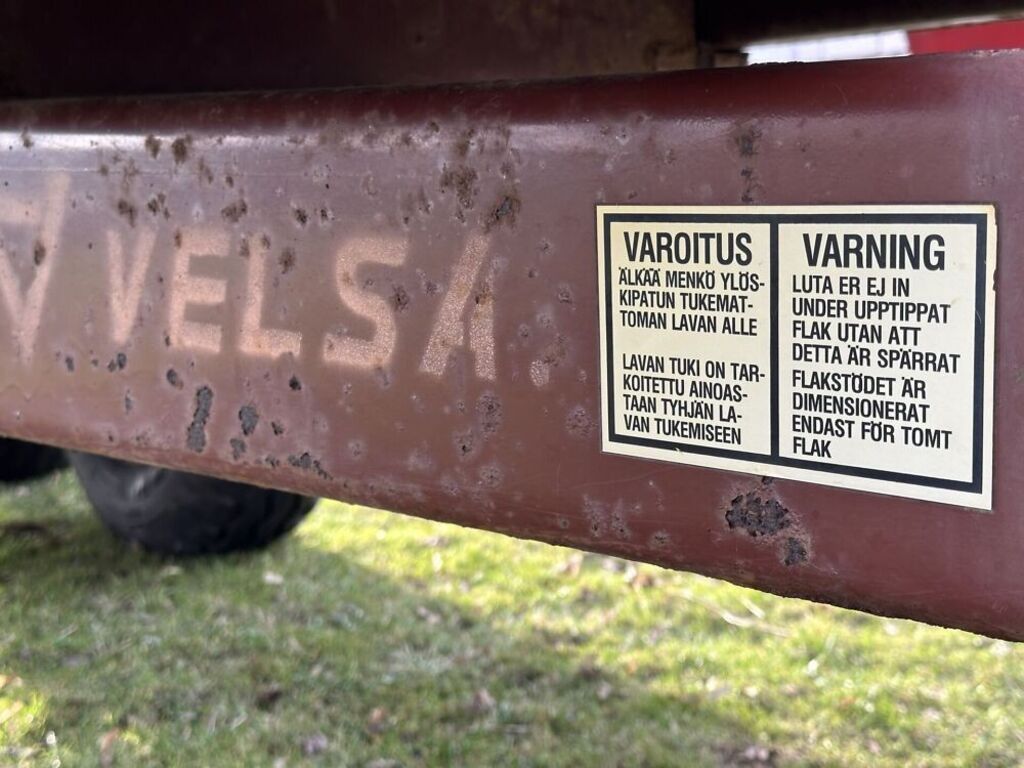 VELSA
VAROITUS
ÄLKÄÄ MENKÖ YLÖS-
KIPATUN TUKEMAT-
TOMAN LAVAN ALLE
LAVAN TUKI ON TAR-
KOITETTU AINOAS-
TAAN TYHJÄN LA-
VAN TUKEMISEEN
VARNING
LUTA ER EJ IN
UNDER UPPTIPPAT
FLAK UTAN ATT
DETTA ÄR SPÄRRAT
FLAKSTÖDET ÄR
DIMENSIONERAT
ENDAST FÖR TOMT
FLAK